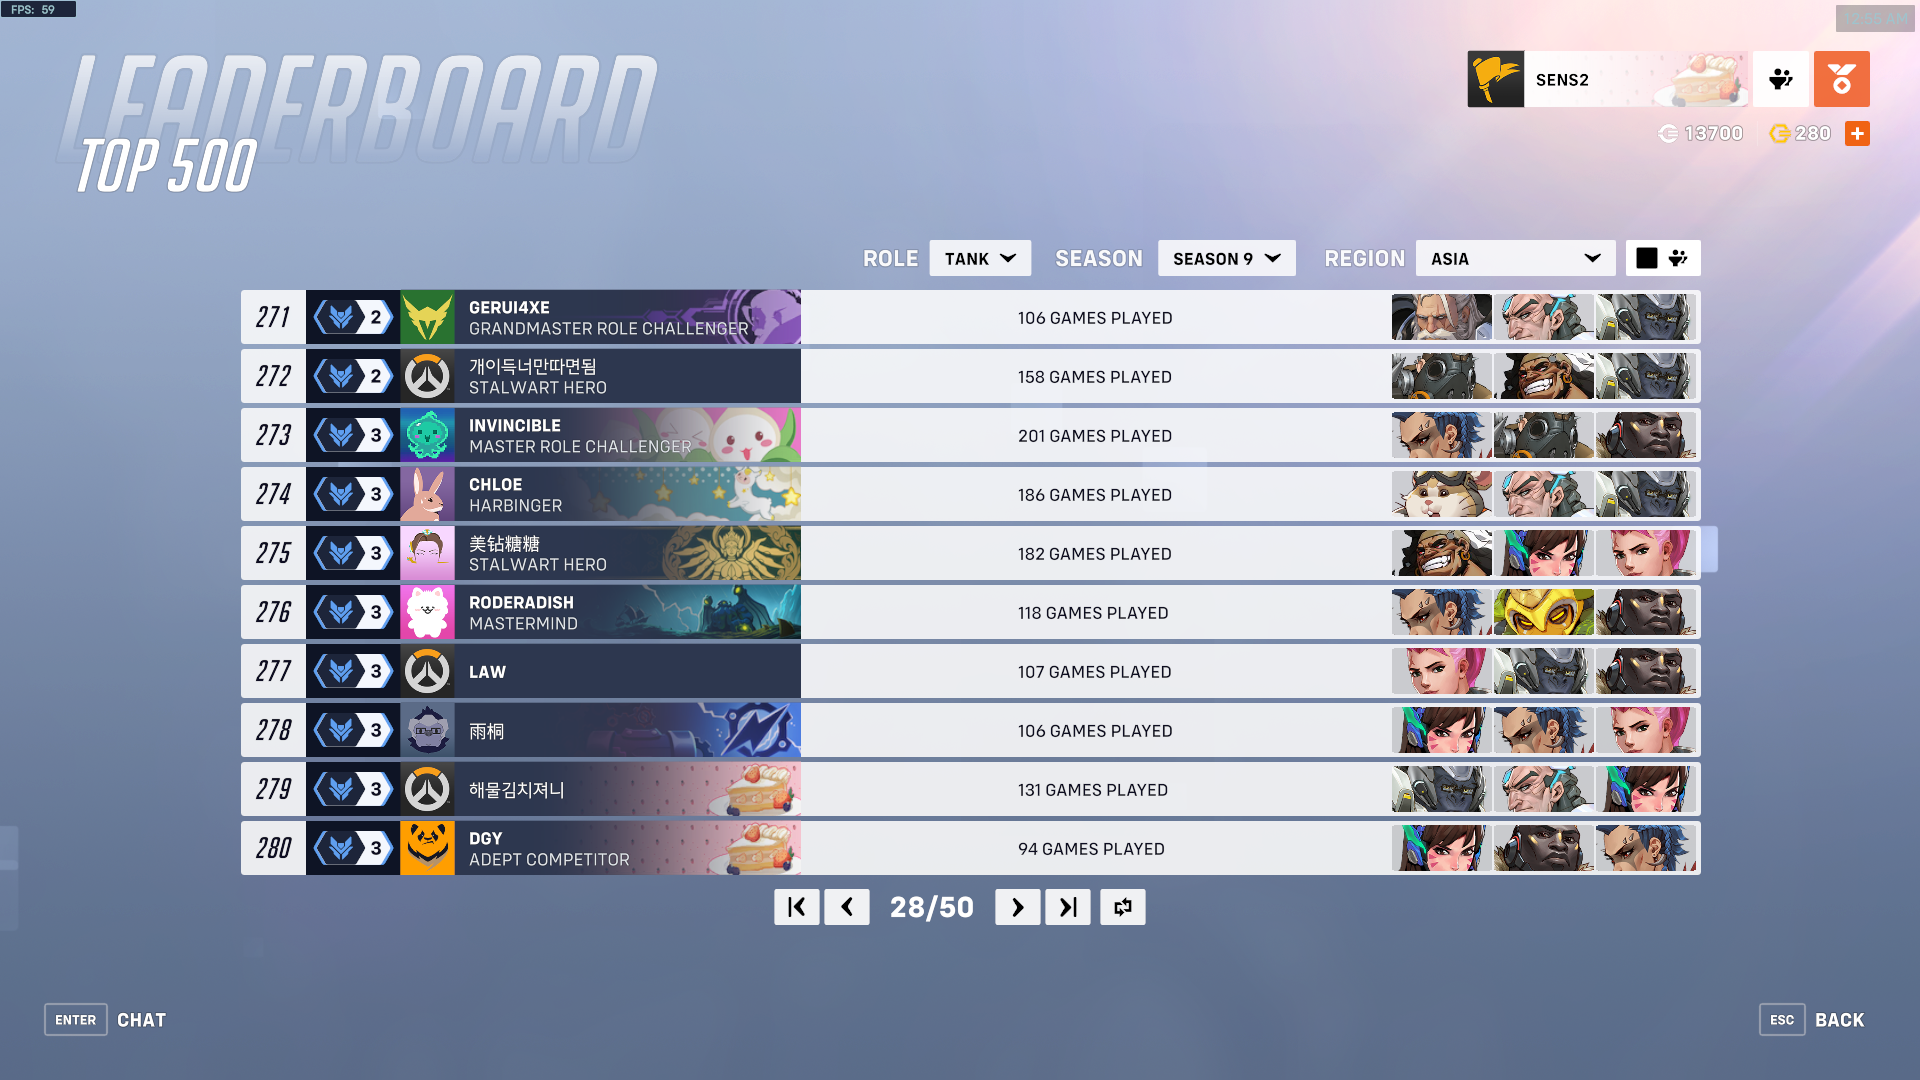 FPS: 59
12:55 AM
LEADERBOARD
TOP 500
SENS2
13700
280
ROLE TANK SEASON SEASON 9 REGION ASIA
271 2 GERUI4XE GRANDMASTER ROLE CHALLENGER 106 GAMES PLAYED
272 2 개이득너만따면됨 STALWART HERO 158 GAMES PLAYED
273 3 INVINCIBLE MASTER ROLE CHALLENGER 201 GAMES PLAYED
274 3 CHLOE HARBINGER 186 GAMES PLAYED
275 3 美钻糖糖 STALWART HERO 182 GAMES PLAYED
276 3 RODERADISH MASTERMIND 118 GAMES PLAYED
277 3 LAW 107 GAMES PLAYED
278 3 雨桐 106 GAMES PLAYED
279 3 해물김치져니 131 GAMES PLAYED
280 3 DGY ADEPT COMPETITOR 94 GAMES PLAYED
28/50
ENTER CHAT
ESC BACK